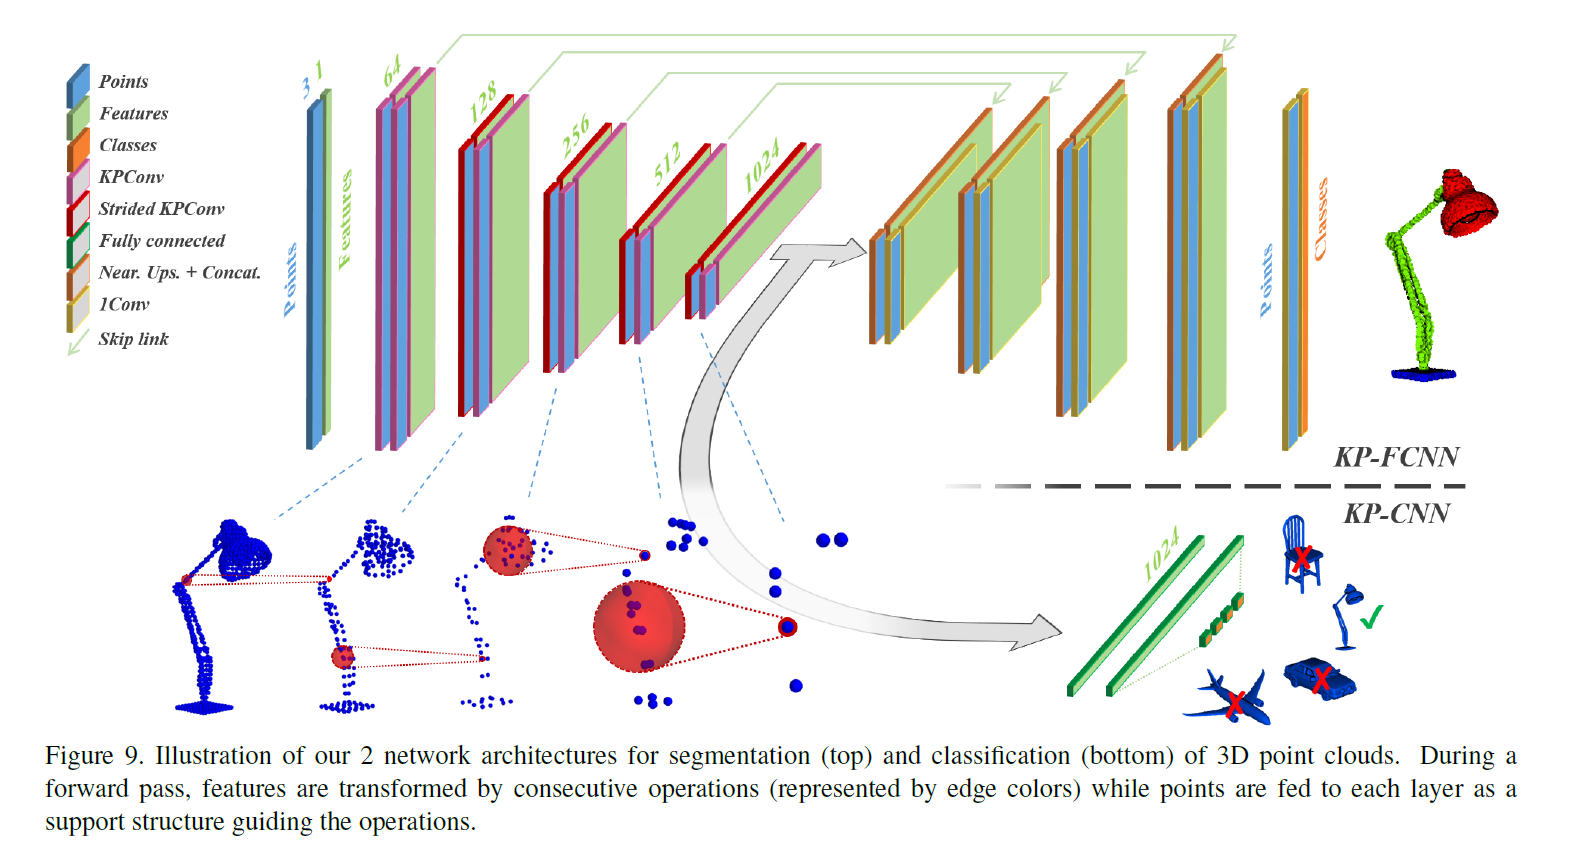 Points
Features
Classes
KPConv
Strided KPConv
Fully connected
Near. Ups. + Concat.
1Conv
Skip link
3
1
Points
Features
64
128
256
512
1024
Points
Classes
KP-FCNN
KP-CNN
1024
Figure 9. Illustration of our 2 network architectures for segmentation (top) and classification (bottom) of 3D point clouds. During a
forward pass, features are transformed by consecutive operations (represented by edge colors) while points are fed to each layer as a
support structure guiding the operations.